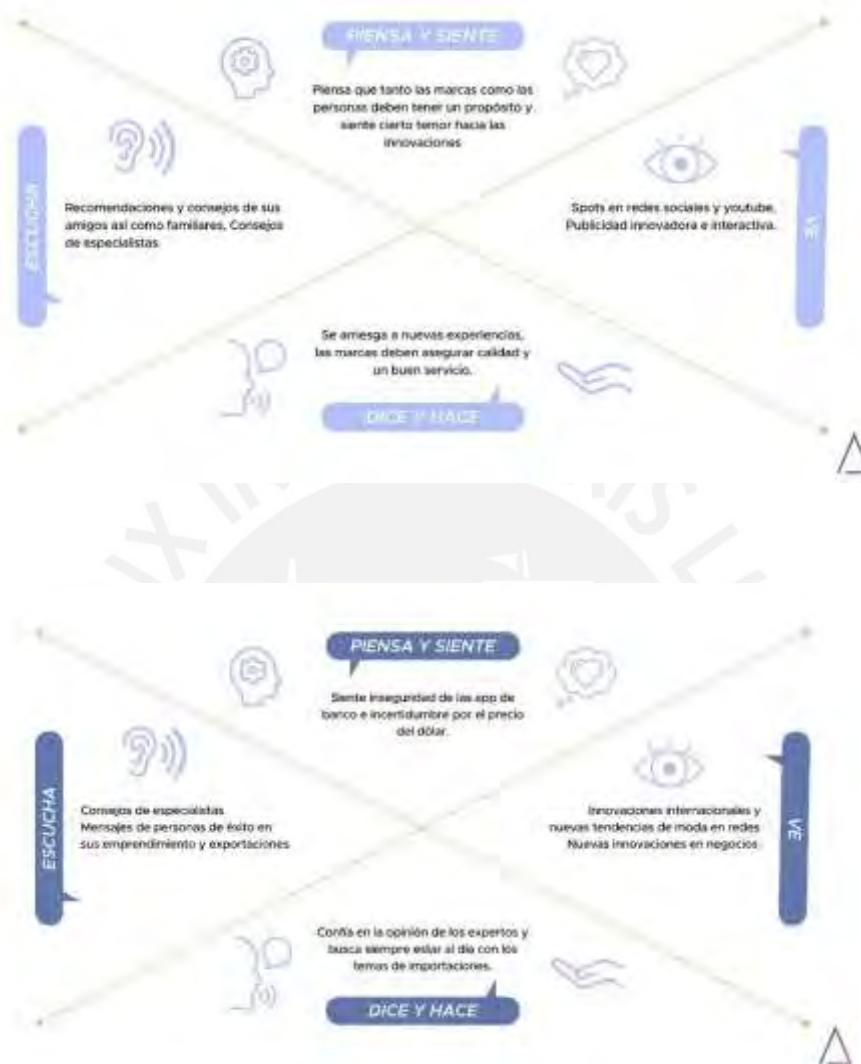 PIENSA Y SIENTE
Piensa que tanto las marcas como las
personas deben tener un propósito y
siente cierto temor hacia las
innovaciones
ESCUCHA
Recomendaciones y consejos de sus
amigos así como familiares, Consejos
de especialistas
Spots en redes sociales y youtube.
Publicidad innovadora e interactiva.
VE
Se arriesga a nuevas experiencias,
las marcas deben asegurar calidad y
un buen servicio.
DICE Y HACE
PIENSA Y SIENTE
Siente inseguridad de las app de
banco e incertidumbre por el precio
del dólar.
ESCUCHA
Consejos de especialistas
Mensajes de personas de éxito en
sus emprendimiento y exportaciones
Innovaciones internacionales y
nuevas tendencias de moda en redes
Nuevas innovaciones en negocios
VE
Confía en la opinión de los expertos y
busca siempre estar al día con los
temas de importaciones.
DICE Y HACE